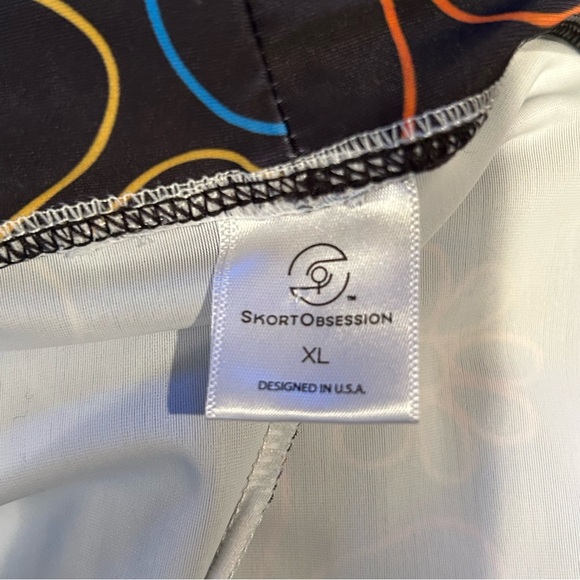 ™
SKORTOBSESSION
XL
DESIGNED IN U.S.A.